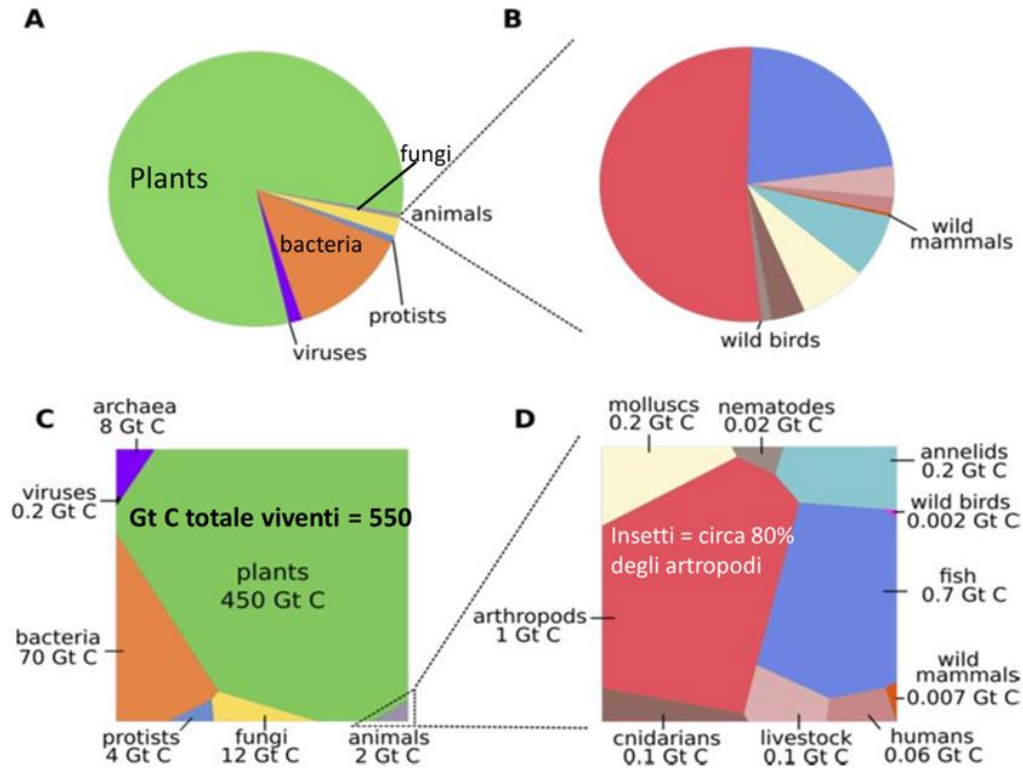 A
B
Plants
fungi
animals
bacteria
protists
viruses
wild
mammals
wild birds
C
archaea
8 Gt C
viruses
0.2 Gt C
Gt C totale viventi = 550
plants
450 Gt C
bacteria
70 Gt C
protists
4 Gt C
fungi
12 Gt C
animals
2 Gt C
D
molluscs
0.2 Gt C
nematodes
0.02 Gt C
annelids
0.2 Gt C
wild birds
0.002 Gt C
Insetti = circa 80%
degli artropodi
fish
0.7 Gt C
arthropods
1 Gt C
wild
mammals
0.007 Gt C
cnidarians
0.1 Gt C
livestock
0.1 Gt C
humans
0.06 Gt C